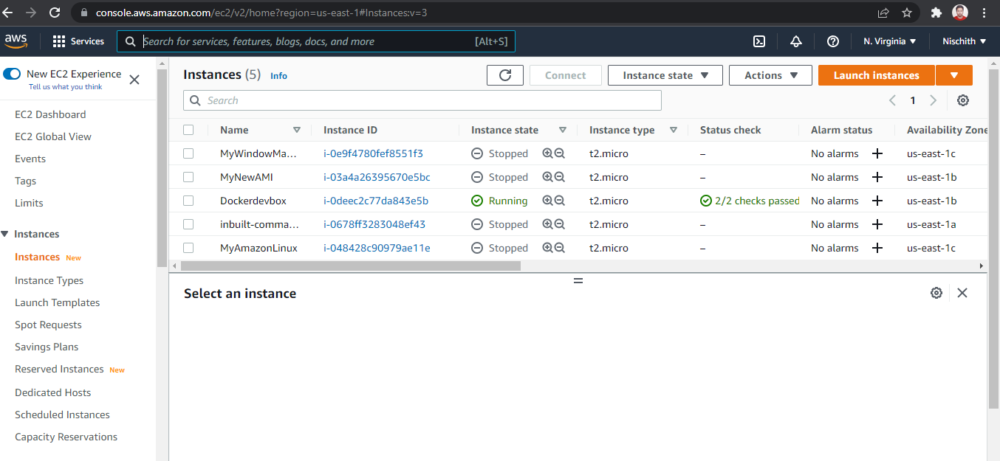 console.aws.amazon.com/ec2/v2/home?region=us-east-1#Instances:v=3
aws Services Search for services, features, blogs, docs, and more [Alt+S] N. Virginia Nischith
New EC2 Experience
Tell us what you think
EC2 Dashboard
EC2 Global View
Events
Tags
Limits
Instances
Instances New
Instance Types
Launch Templates
Spot Requests
Savings Plans
Reserved Instances New
Dedicated Hosts
Scheduled Instances
Capacity Reservations
Instances (5) Info Connect Instance state Actions Launch instances
Search 1
Name Instance ID Instance state Instance type Status check Alarm status Availability Zone
MyWindowMa... i-0e9f4780fef8551f3 Stopped t2.micro – No alarms us-east-1c
MyNewAMI i-03a4a26395670e5bc Stopped t2.micro – No alarms us-east-1b
Dockerdevbox i-0deec2c77da843e5b Running t2.micro 2/2 checks passed No alarms us-east-1b
inbuilt-comma... i-0678ff3283048ef43 Stopped t2.micro – No alarms us-east-1a
MyAmazonLinux i-048428c90979ae11e Stopped t2.micro – No alarms us-east-1c
Select an instance